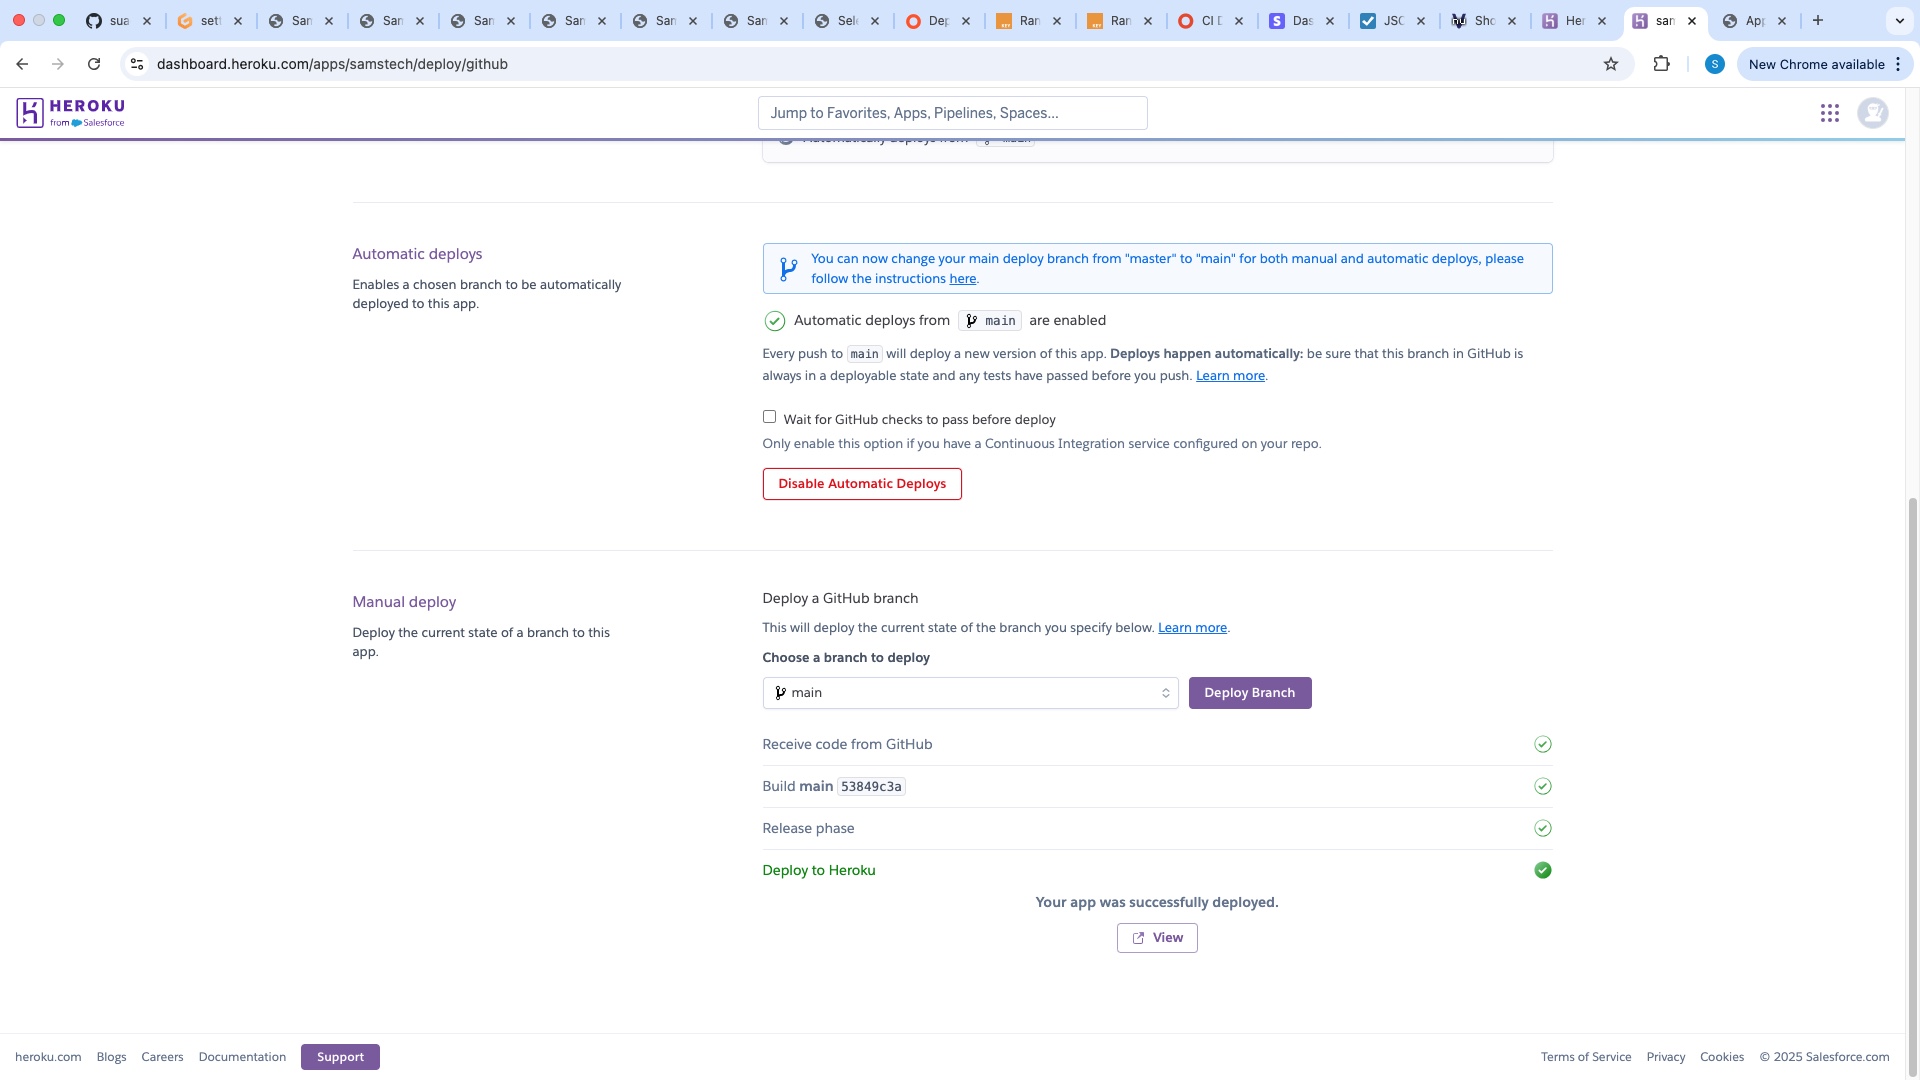 sua
sett
San
San
San
San
San
San
Sele
Dep
Ran
Ran
CI D
S
Das
JSC
Sho
Her
san
App
dashboard.heroku.com/apps/samstech/deploy/github
S
New Chrome available
HEROKU
from Salesforce
Jump to Favorites, Apps, Pipelines, Spaces...
Automatically deploys from main
Automatic deploys
Enables a chosen branch to be automatically
deployed to this app.
You can now change your main deploy branch from "master" to "main" for both manual and automatic deploys, please
follow the instructions here.
Automatic deploys from main are enabled
Every push to main will deploy a new version of this app. Deploys happen automatically: be sure that this branch in GitHub is
always in a deployable state and any tests have passed before you push. Learn more.
Wait for GitHub checks to pass before deploy
Only enable this option if you have a Continuous Integration service configured on your repo.
Disable Automatic Deploys
Manual deploy
Deploy the current state of a branch to this
app.
Deploy a GitHub branch
This will deploy the current state of the branch you specify below. Learn more.
Choose a branch to deploy
main
Deploy Branch
Receive code from GitHub
Build main 53849c3a
Release phase
Deploy to Heroku
Your app was successfully deployed.
View
heroku.com
Blogs
Careers
Documentation
Support
Terms of Service
Privacy
Cookies
© 2025 Salesforce.com